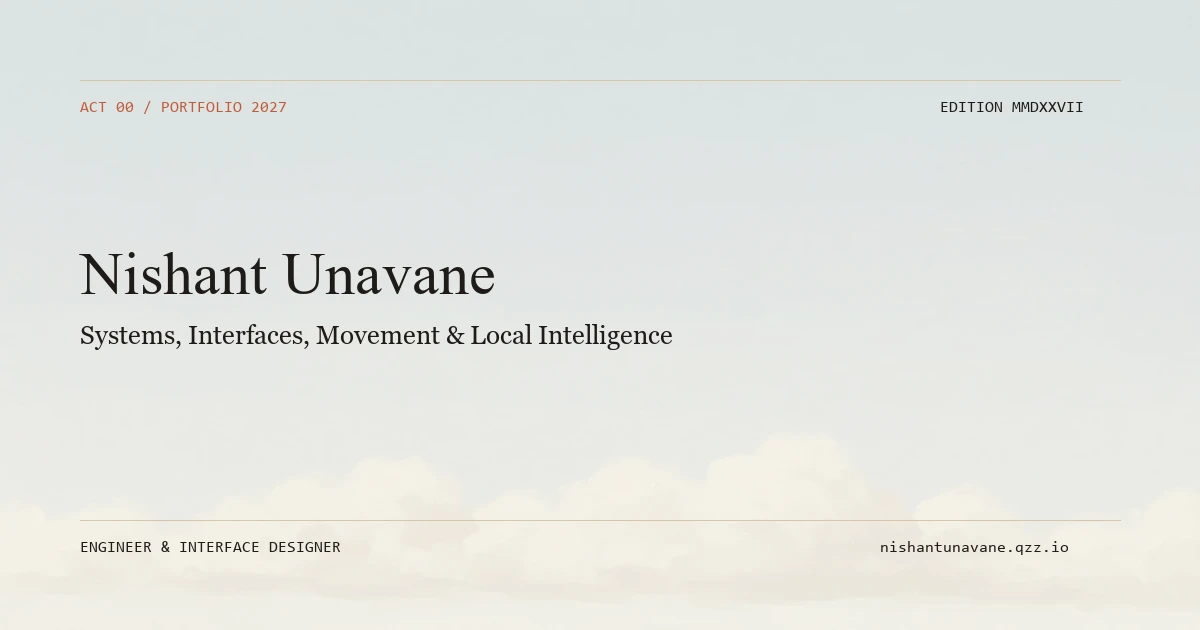 ACT 00 / PORTFOLIO 2027
EDITION MMDXXVII
Nishant Unavane
Systems, Interfaces, Movement & Local Intelligence
ENGINEER & INTERFACE DESIGNER
nishantunavane.qzz.io